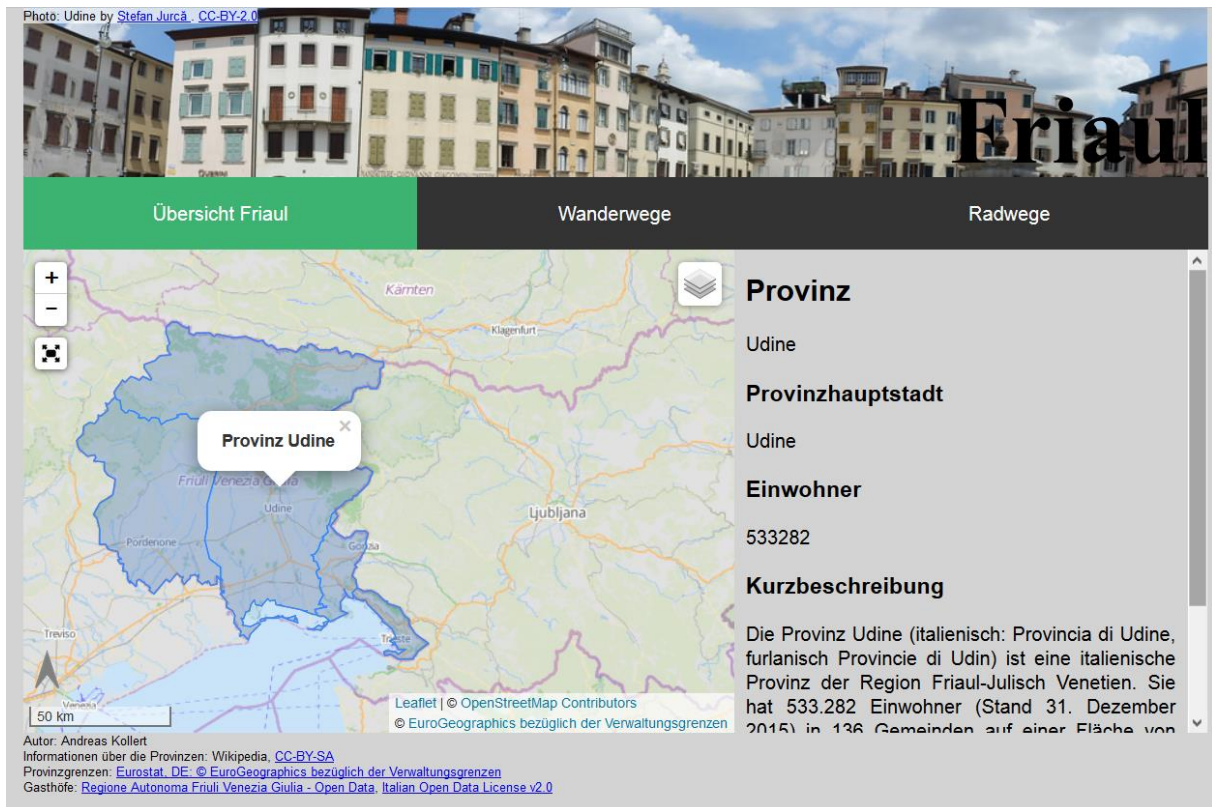 Photo: Udine by Stefan Jurcă , CC-BY-2.0
Friaul
Übersicht Friaul
Wanderwege
Radwege
+
−
Kärnten
Klagenfurt
Provinz Udine
×
Friuli Venezia Giulia
Udine
Ljubljana
Pordenone
Gorizia
Treviso
Trieste
Venezia
50 km
Leaflet | © OpenStreetMap Contributors
© EuroGeographics bezüglich der Verwaltungsgrenzen
Provinz
Udine
Provinzhauptstadt
Udine
Einwohner
533282
Kurzbeschreibung
Die Provinz Udine (italienisch: Provincia di Udine,
furlanisch Provincie di Udin) ist eine italienische
Provinz der Region Friaul-Julisch Venetien. Sie
hat 533.282 Einwohner (Stand 31. Dezember
2015) in 136 Gemeinden auf einer Fläche von
Autor: Andreas Kollert
Informationen über die Provinzen: Wikipedia, CC-BY-SA
Provinzgrenzen: Eurostat, DE: © EuroGeographics bezüglich der Verwaltungsgrenzen
Gasthöfe: Regione Autonoma Friuli Venezia Giulia - Open Data, Italian Open Data License v2.0